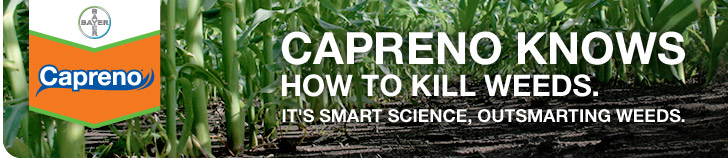 BAYER
Capreno
CAPRENO KNOWS
HOW TO KILL WEEDS.
IT'S SMART SCIENCE, OUTSMARTING WEEDS.